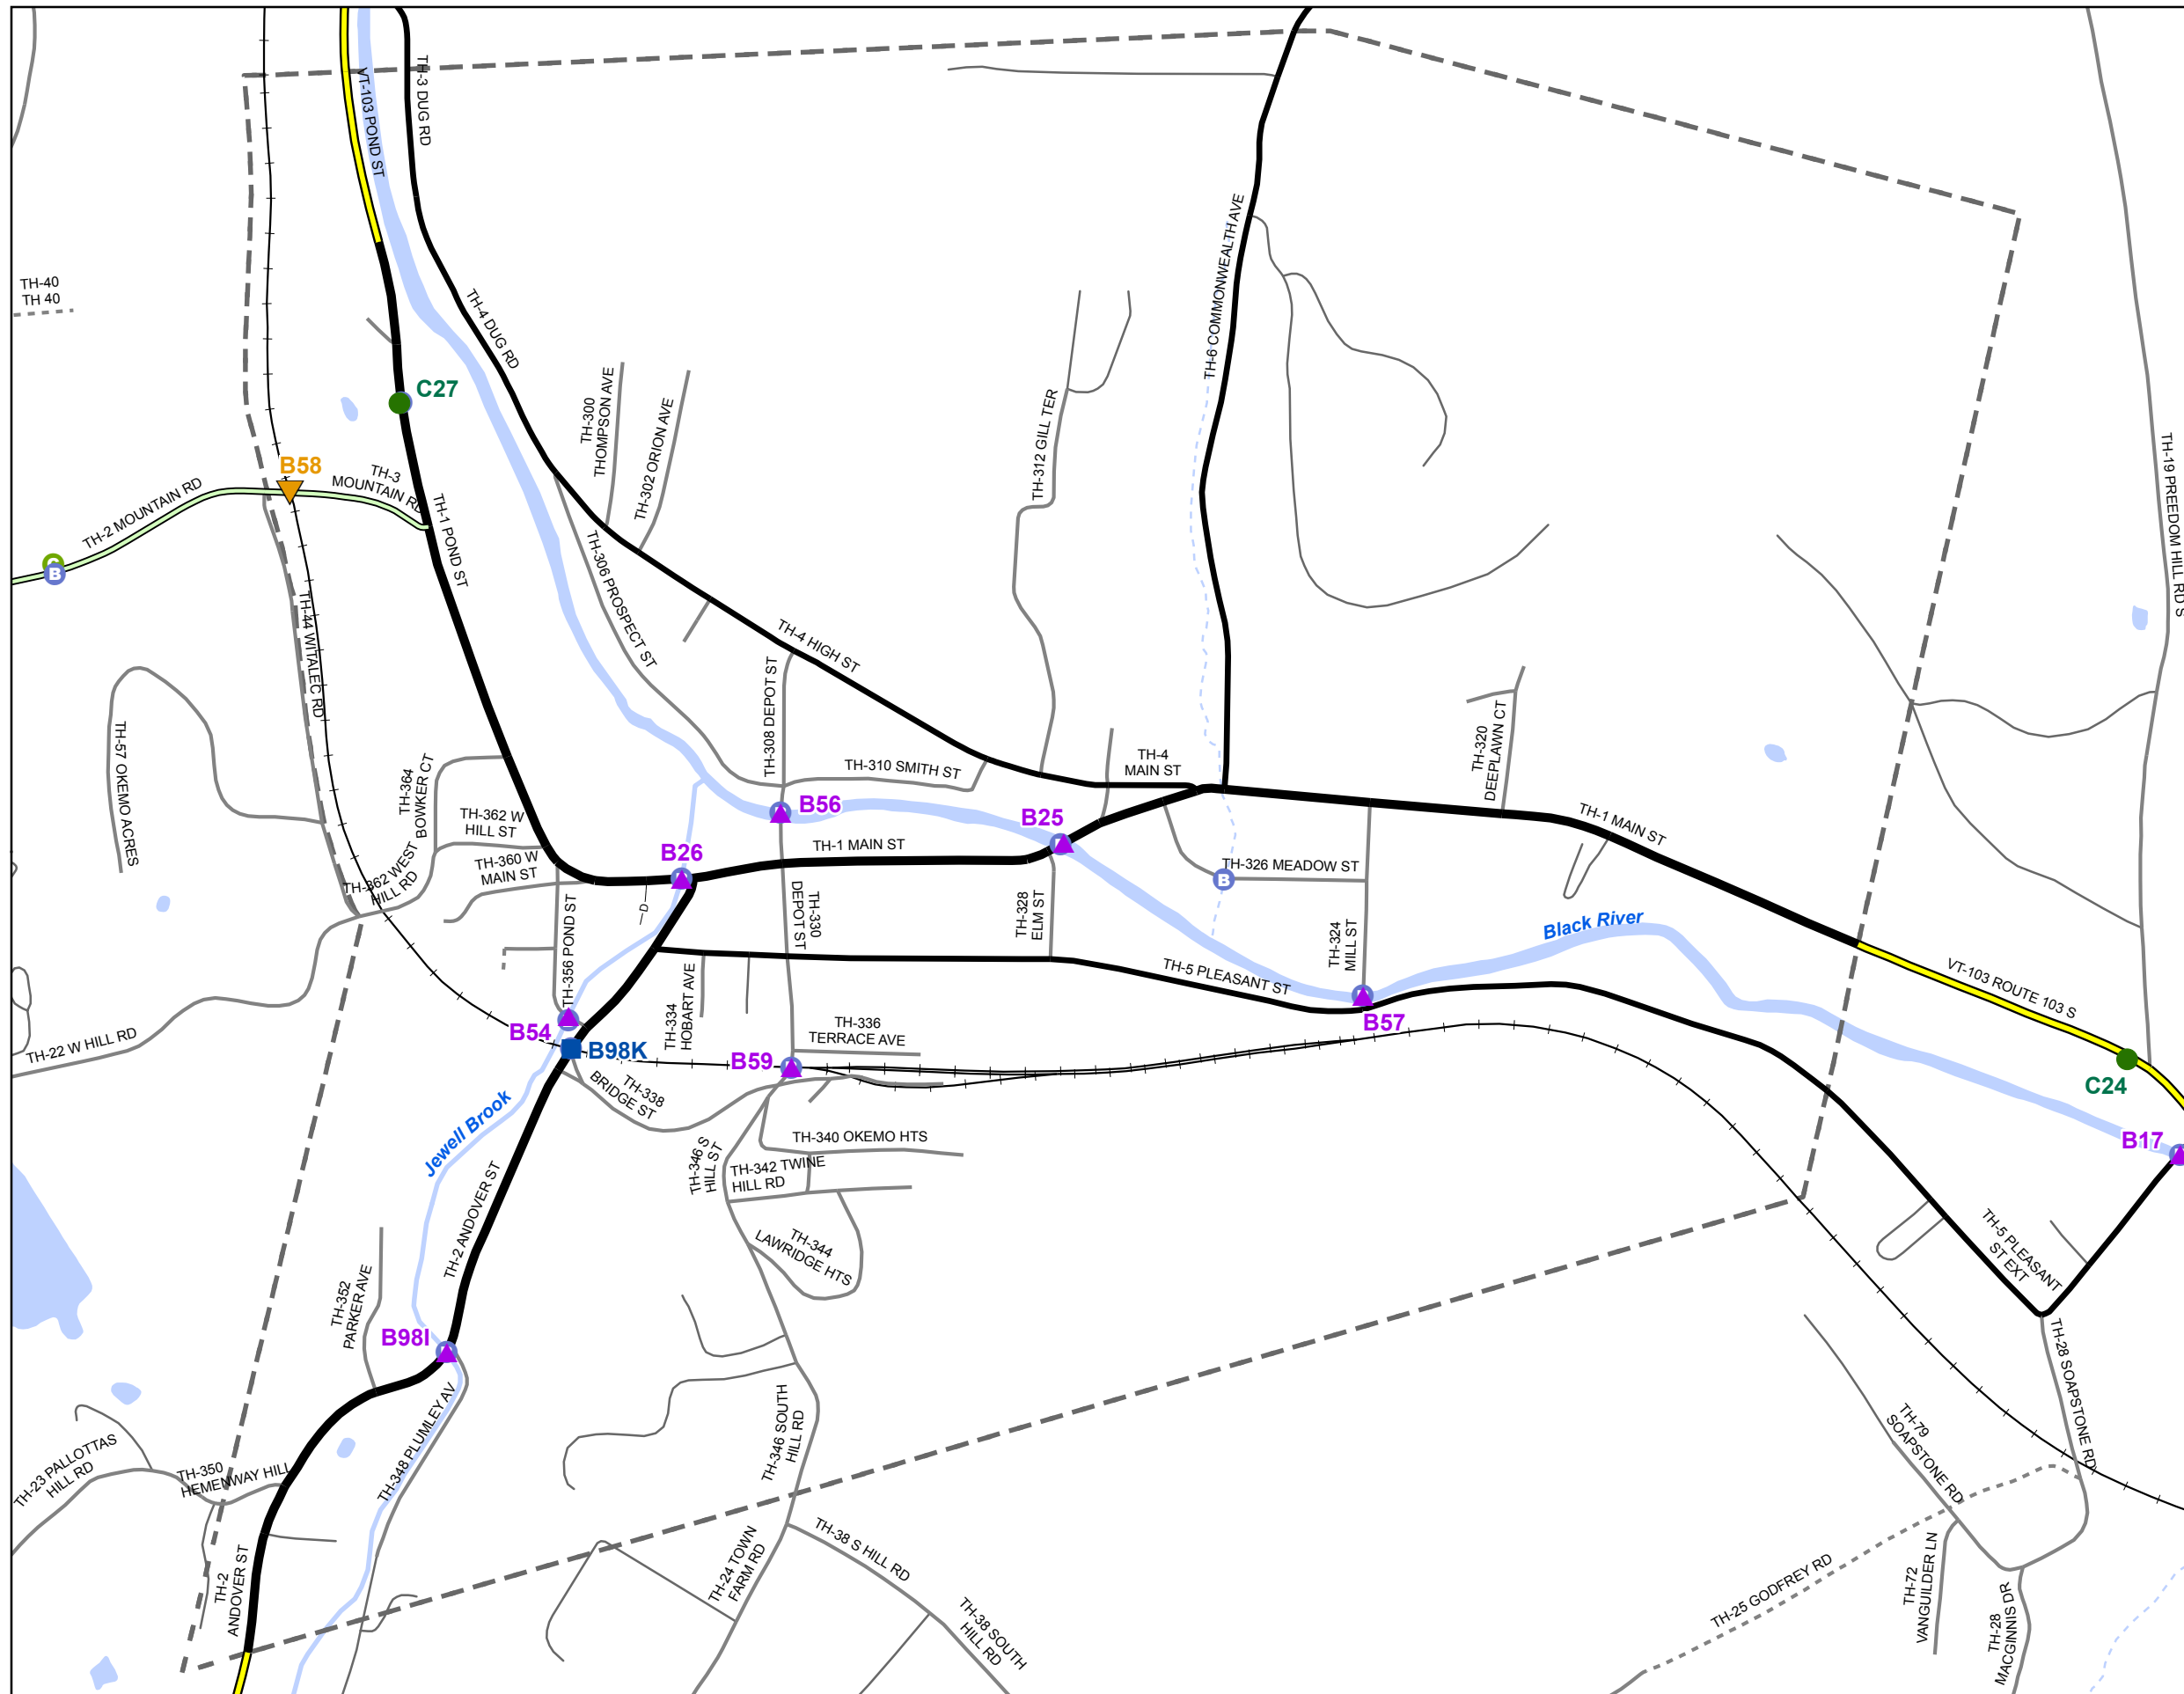 VT-103 POND ST
TH-3 DUG RD
TH-40
TH 40
TH-4 DUG RD
TH-6 COMMONWEALTH AVE
C27
TH-300
THOMPSON AVE
TH-302 ORION AVE
TH-312 GILL TER
B58
TH-3
MOUNTAIN RD
TH-2 MOUNTAIN RD
B
TH-1 POND ST
TH-306 PROSPECT ST
TH-19 PREEDOM HILL RD S
TH-44 WITALEC RD
TH-4 HIGH ST
TH-308 DEPOT ST
TH-57 OKEMO ACRES
TH-364
BOWKER CT
TH-310 SMITH ST
TH-4
MAIN ST
TH-320
DEEPLAWN CT
B56
B25
TH-362 W
HILL ST
TH-1 MAIN ST
TH-1 MAIN ST
B26
TH-360 W
MAIN ST
TH-362 WEST
HILL RD
TH-326 MEADOW ST
B
D
TH-330
DEPOT ST
TH-328
ELM ST
TH-324
MILL ST
Black River
TH-356 POND ST
TH-5 PLEASANT ST
VT-103 ROUTE 103 S
TH-22 W HILL RD
B54
B98K
TH-334
HOBART AVE
TH-336
TERRACE AVE
B57
B59
C24
TH-338
BRIDGE ST
Jewell Brook
TH-340 OKEMO HTS
B17
TH-346 S
HILL ST
TH-342 TWINE
HILL RD
TH-2 ANDOVER ST
TH-344
LAWRIDGE HTS
TH-5 PLEASANT
ST EXT
TH-352
PARKER AVE
B98I
TH-28 SOAPSTONE RD
TH-348 PLUMLEY AV
TH-346 SOUTH
HILL RD
TH-79
SOAPSTONE RD
TH-23 PALLOTTAS
HILL RD
TH-350
HEMENWAY HILL
TH-2
ANDOVER ST
TH-24 TOWN
FARM RD
TH-38 S HILL RD
TH-38 SOUTH
HILL RD
TH-25 GODFREY RD
TH-72
VANGUILDER LN
TH-28
MACGINNIS DR